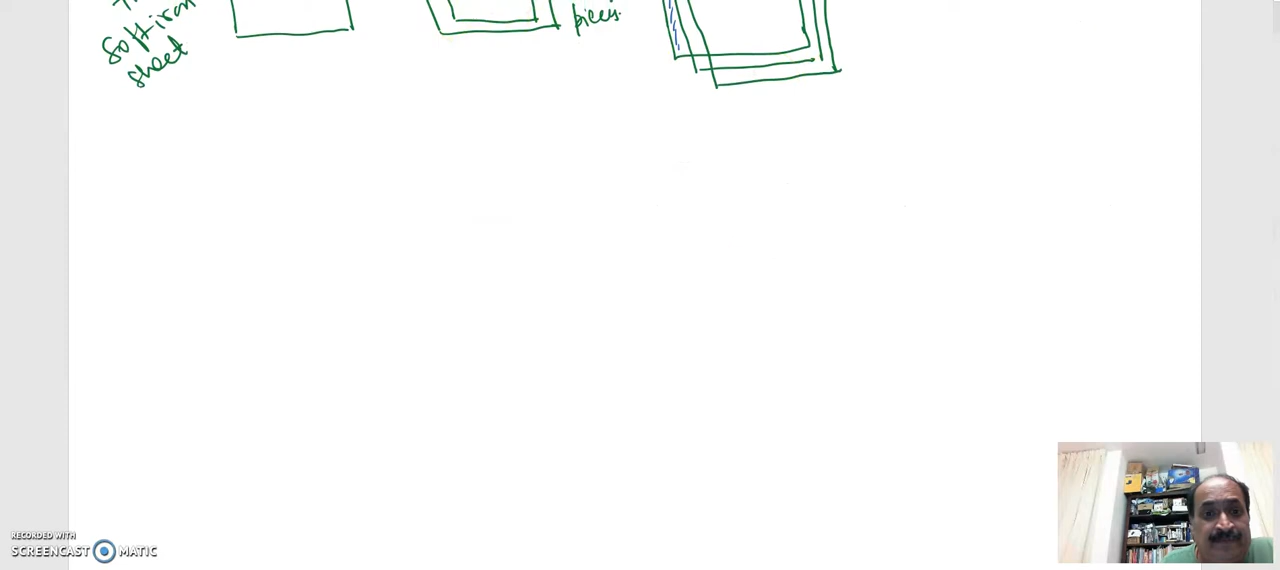 Soft iron
sheet
pieces.
RECORDED WITH
SCREENCAST MATIC